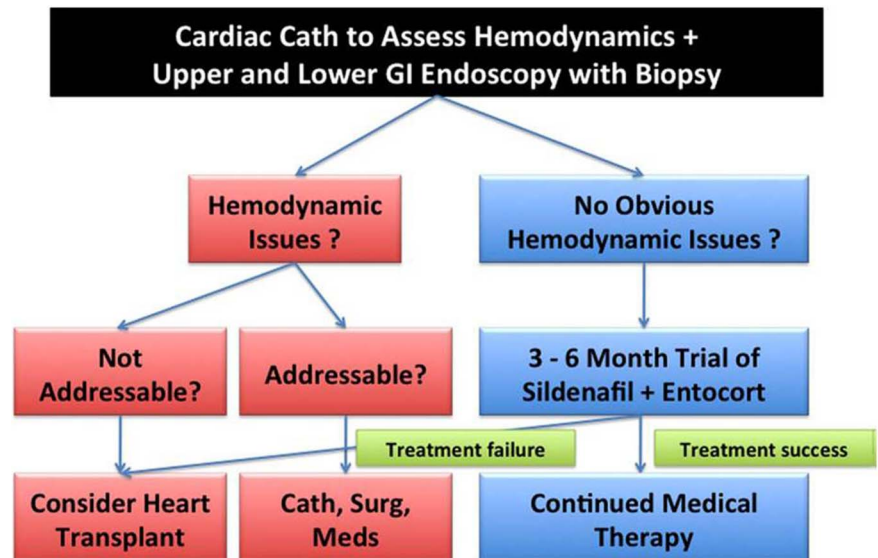 Cardiac Cath to Assess Hemodynamics +
Upper and Lower GI Endoscopy with Biopsy
Hemodynamic
Issues ?
No Obvious
Hemodynamic Issues ?
Not
Addressable?
Addressable?
3 - 6 Month Trial of
Sildenafil + Entocort
Treatment failure
Treatment success
Consider Heart
Transplant
Cath, Surg,
Meds
Continued Medical
Therapy